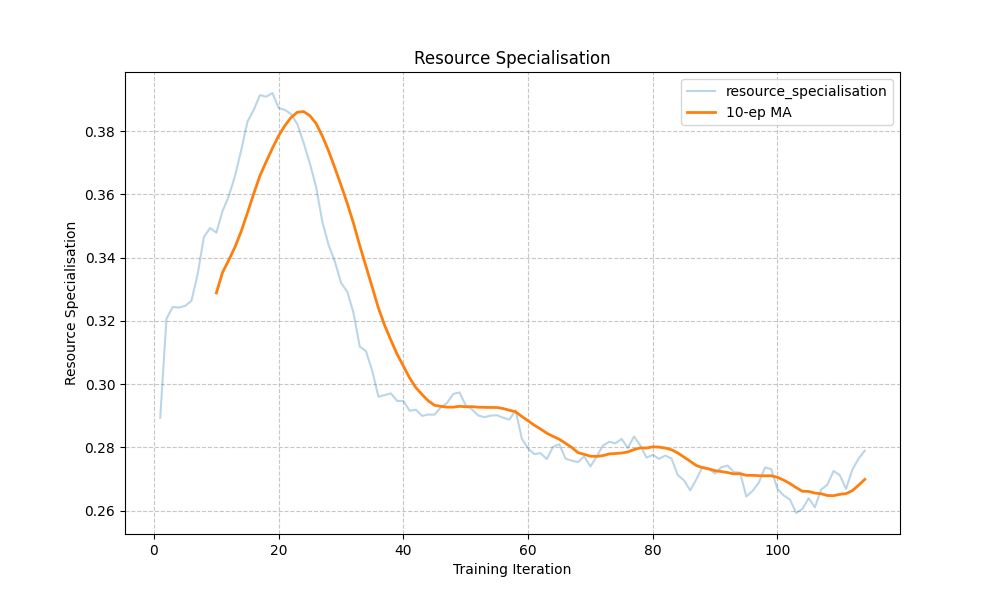 Resource Specialisation
resource_specialisation
10-ep MA
Resource Specialisation
0.38
0.36
0.34
0.32
0.30
0.28
0.26
0 20 40 60 80 100
Training Iteration